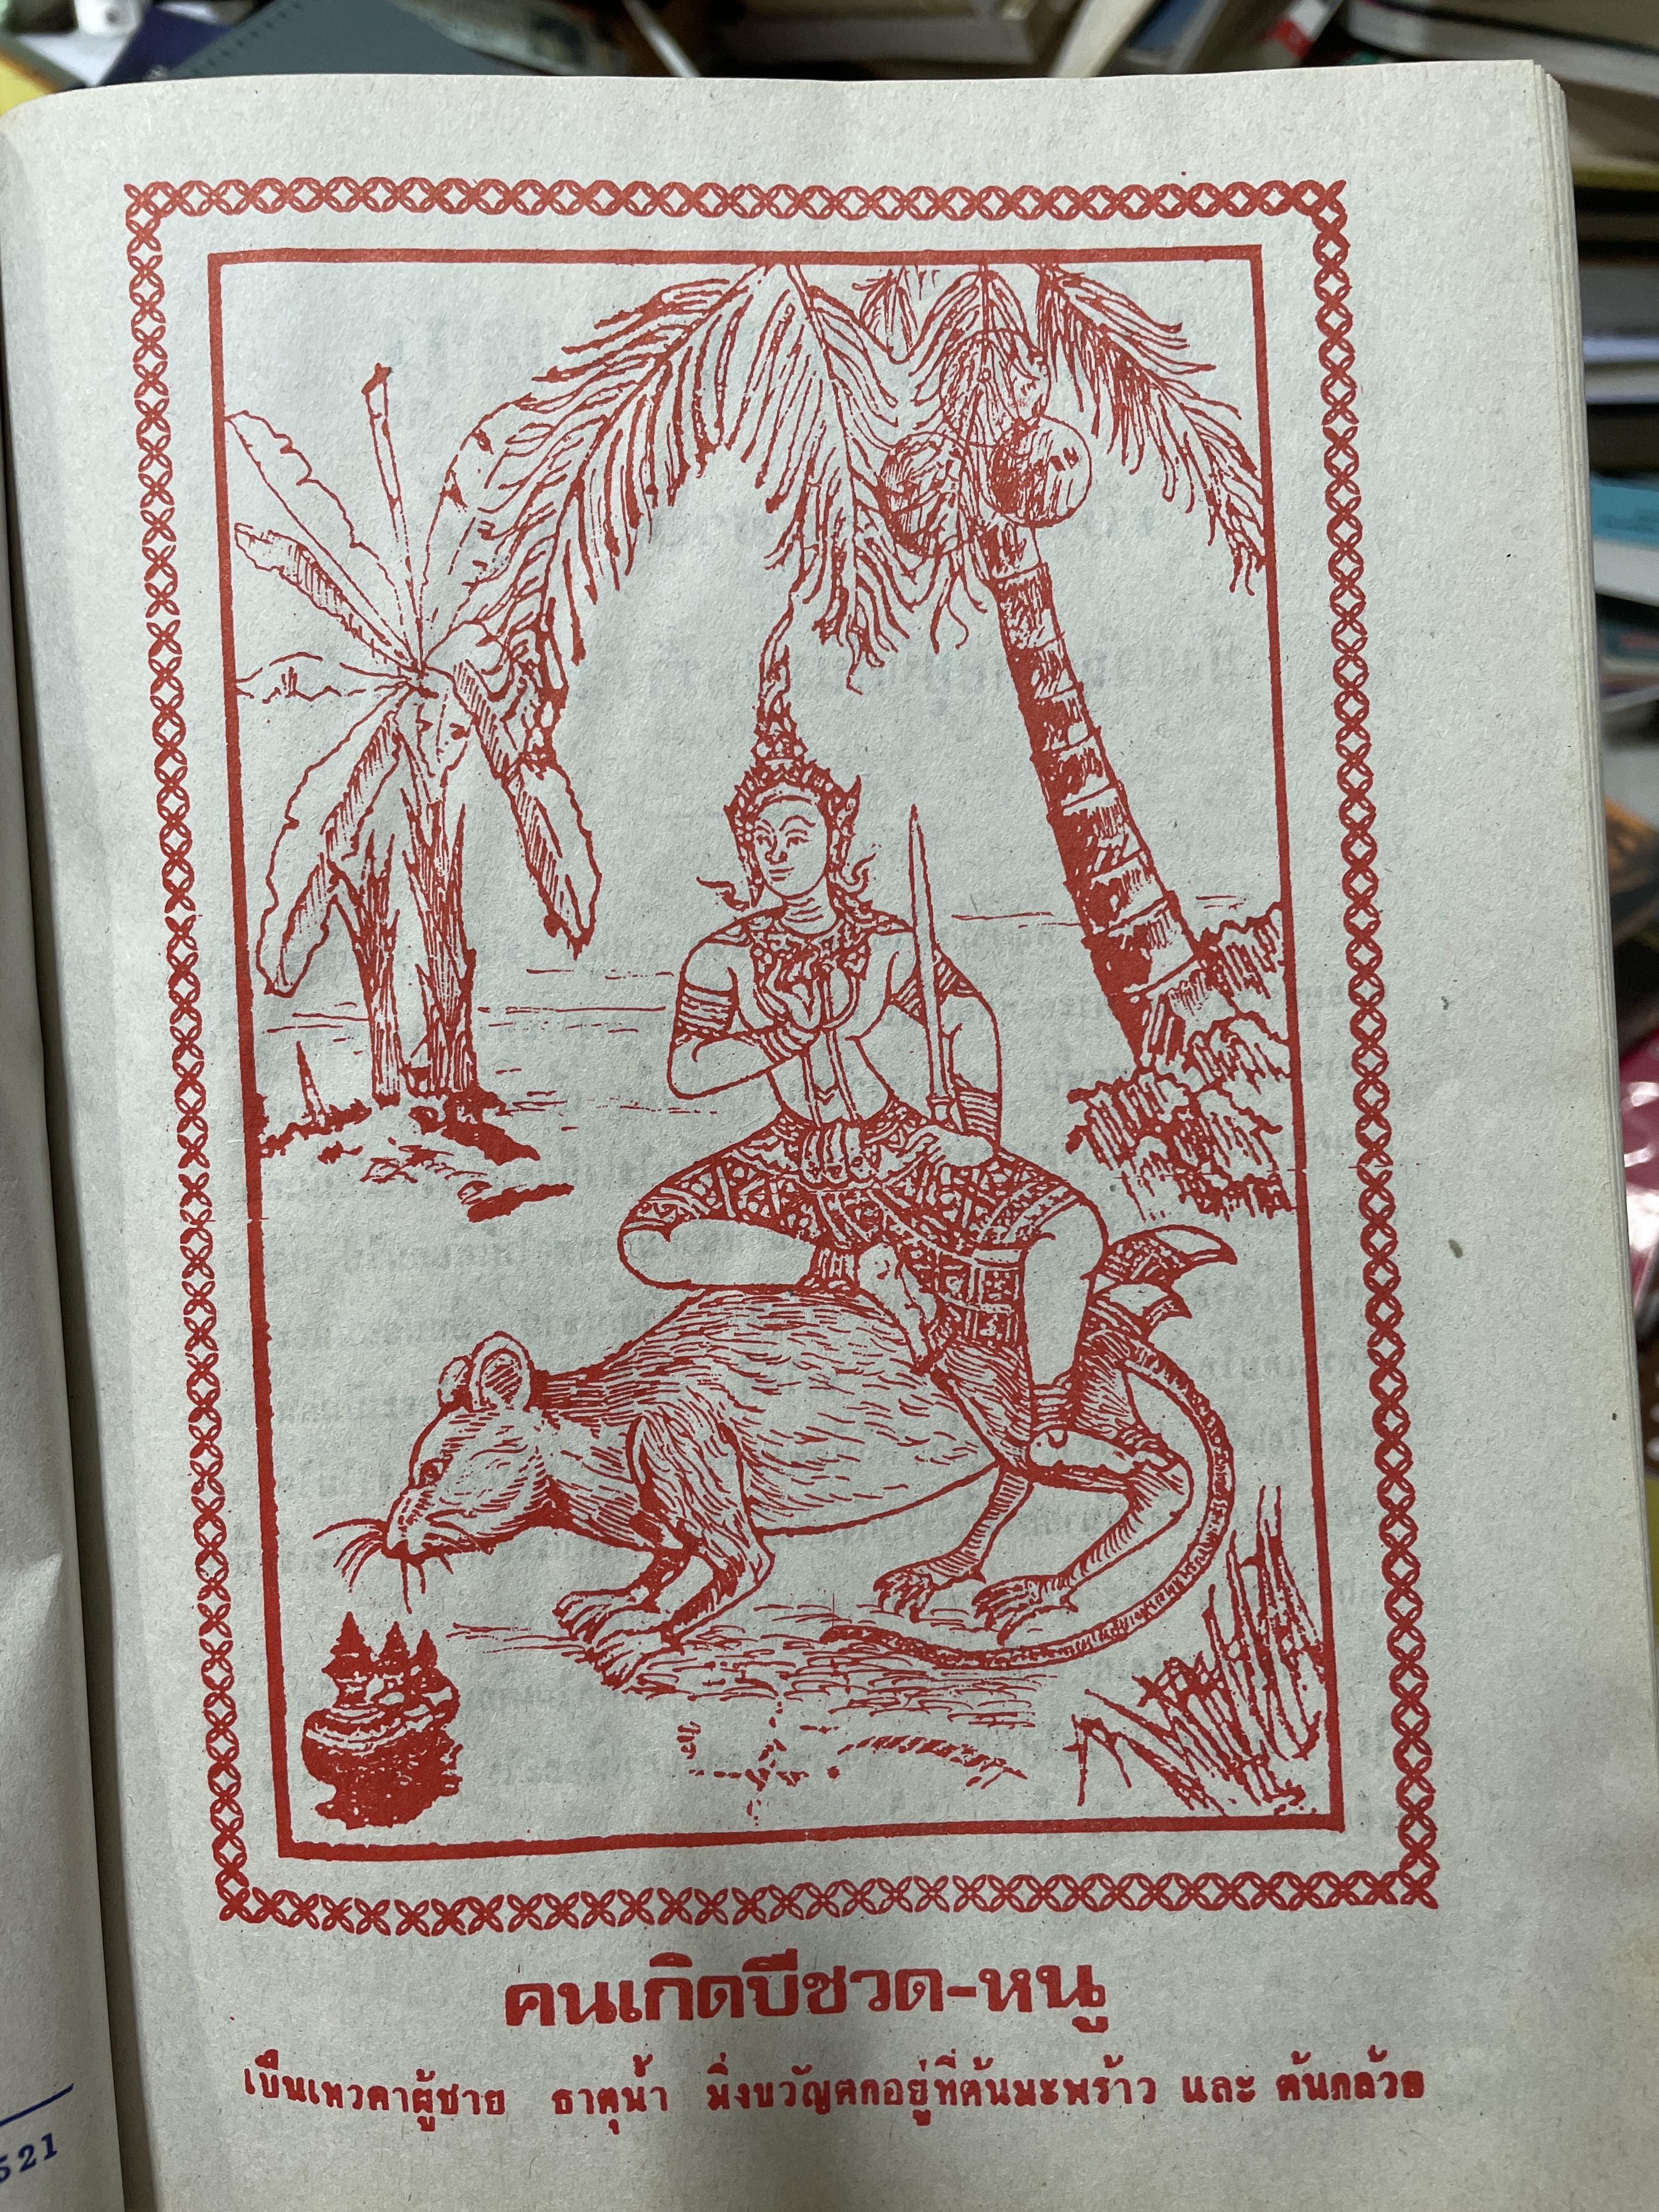 คนเกิดปีชวด-หนู
เป็นเทวดาผู้ชาย ธาตุน้ำ มิ่งขวัญตกอยู่ที่ต้นมะพร้าว และ ต้นกล้วย
521